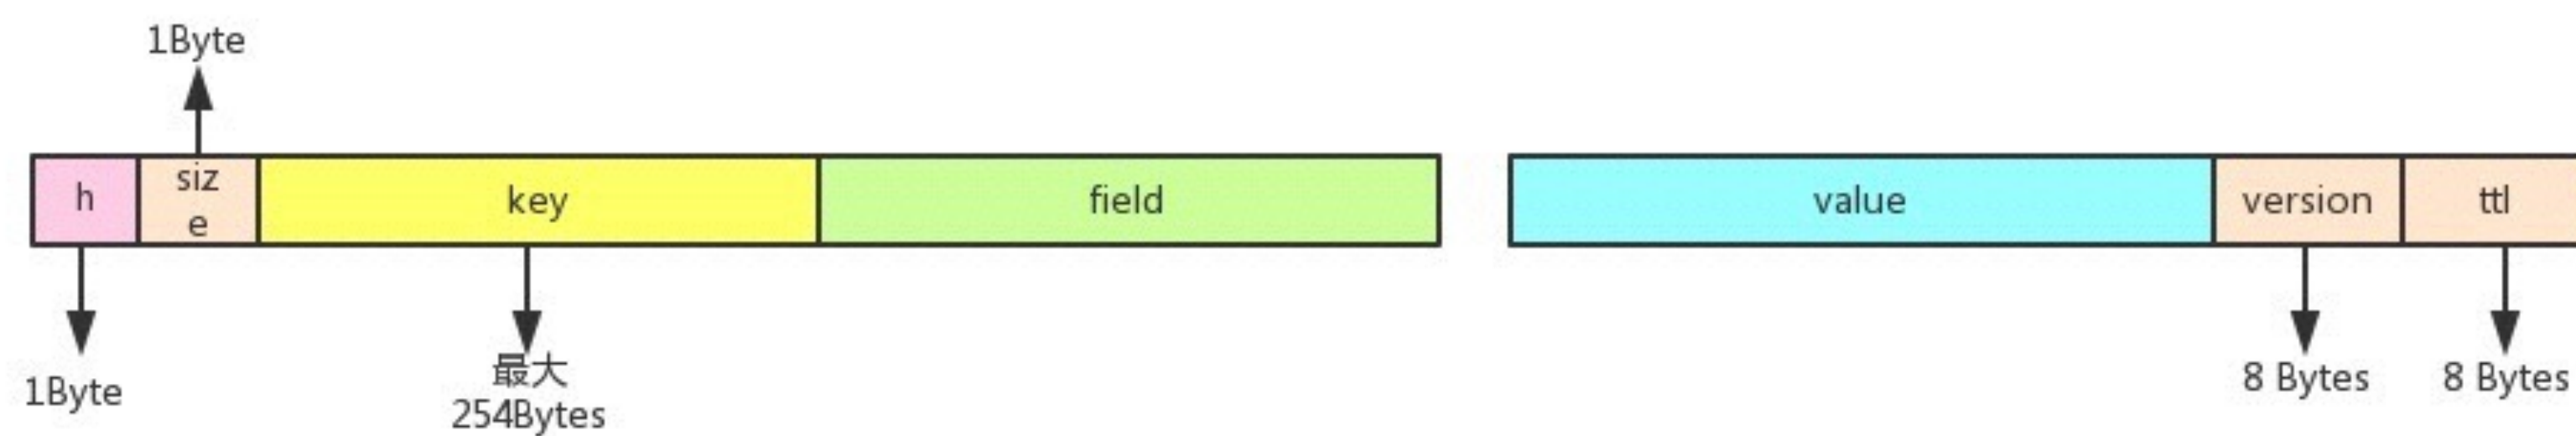 1Byte
h
siz
e
key
field
value
version
ttl
1Byte
最大
254Bytes
8 Bytes
8 Bytes